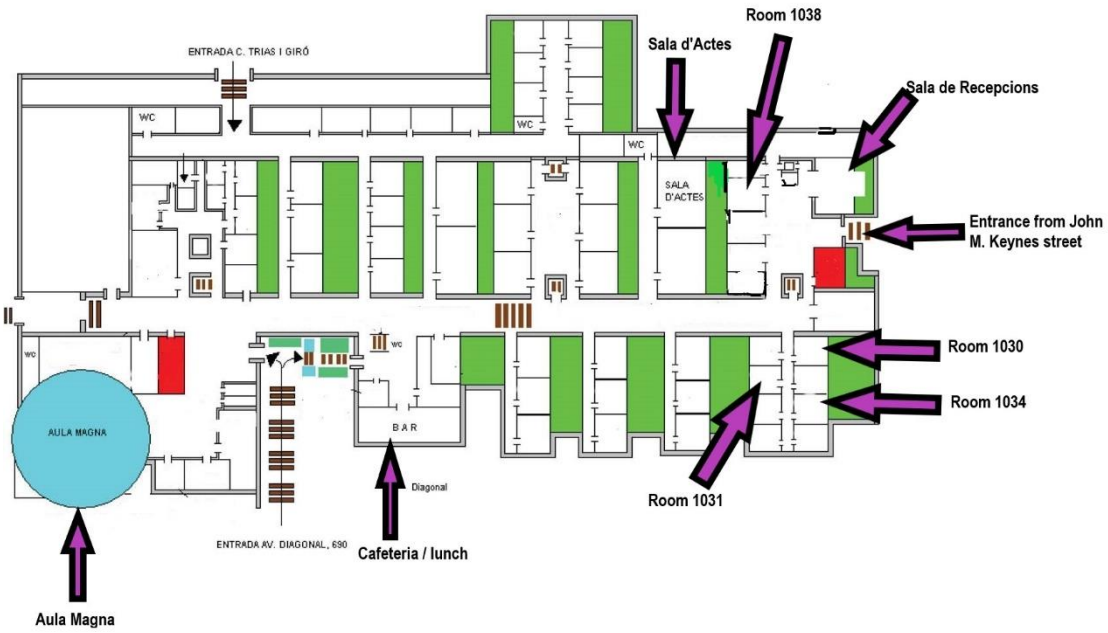 Room 1038
Sala d'Actes
ENTRADA C. TRIAS I GIRÓ
Sala de Recepcions
WC
WC
WC
SALA
D'ACTES
Entrance from John
M. Keynes street
WC
WC
Room 1030
Room 1034
BAR
AULA MAGNA
Diagonal
Room 1031
ENTRADA AV. DIAGONAL, 690
Cafeteria / lunch
Aula Magna